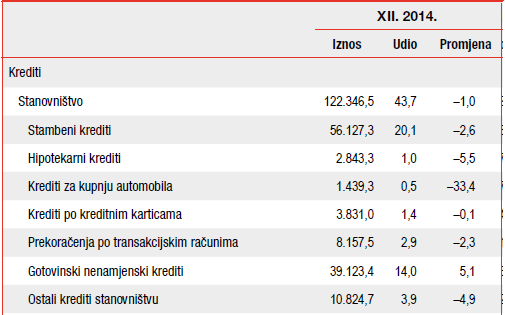 XII. 2014.
Iznos Udio Promjena
Krediti
Stanovništvo 122.346,5 43,7 –1,0
Stambeni krediti 56.127,3 20,1 –2,6
Hipotekarni krediti 2.843,3 1,0 –5,5
Krediti za kupnju automobila 1.439,3 0,5 –33,4
Krediti po kreditnim karticama 3.831,0 1,4 –0,1
Prekoračenja po transakcijskim računima 8.157,5 2,9 –2,3
Gotovinski nenamjenski krediti 39.123,4 14,0 5,1
Ostali krediti stanovništvu 10.824,7 3,9 –4,9